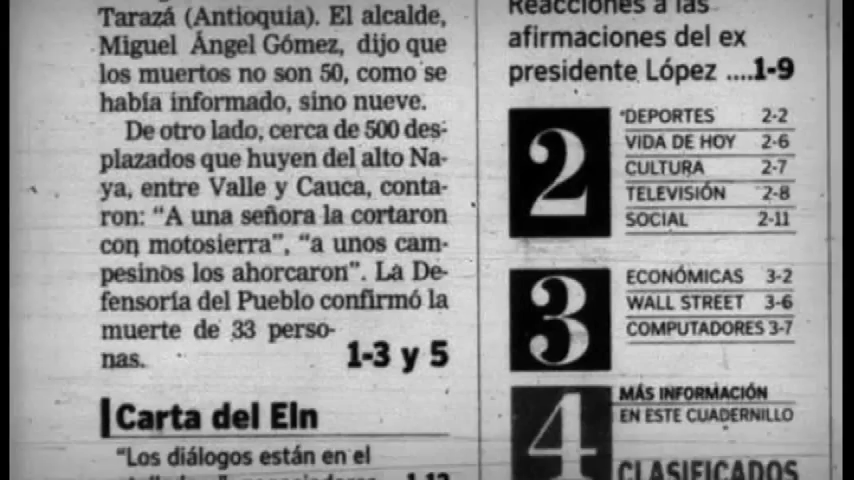 Tarazá (Antioquia). El alcalde,
Miguel Ángel Gómez, dijo que
los muertos no son 50, como se
había informado, sino nueve.
De otro lado, cerca de 500 des-
plazados que huyen del alto Na-
ya, entre Valle y Cauca, conta-
ron: “A una señora la cortaron
con motosierra”, “a unos cam-
pesinos los ahorcaron”. La De-
fensoría del Pueblo confirmó la
muerte de 33 perso-
nas. 1-3 y 5
Carta del Eln
“Los diálogos están en el
1-12
Reacciones a las
afirmaciones del ex
presidente López ....1-9
2
DEPORTES 2-2
VIDA DE HOY 2-6
CULTURA 2-7
TELEVISIÓN 2-8
SOCIAL 2-11
3
ECONÓMICAS 3-2
WALL STREET 3-6
COMPUTADORES 3-7
4
MÁS INFORMACIÓN
EN ESTE CUADERNILLO
CLASIFICADOS